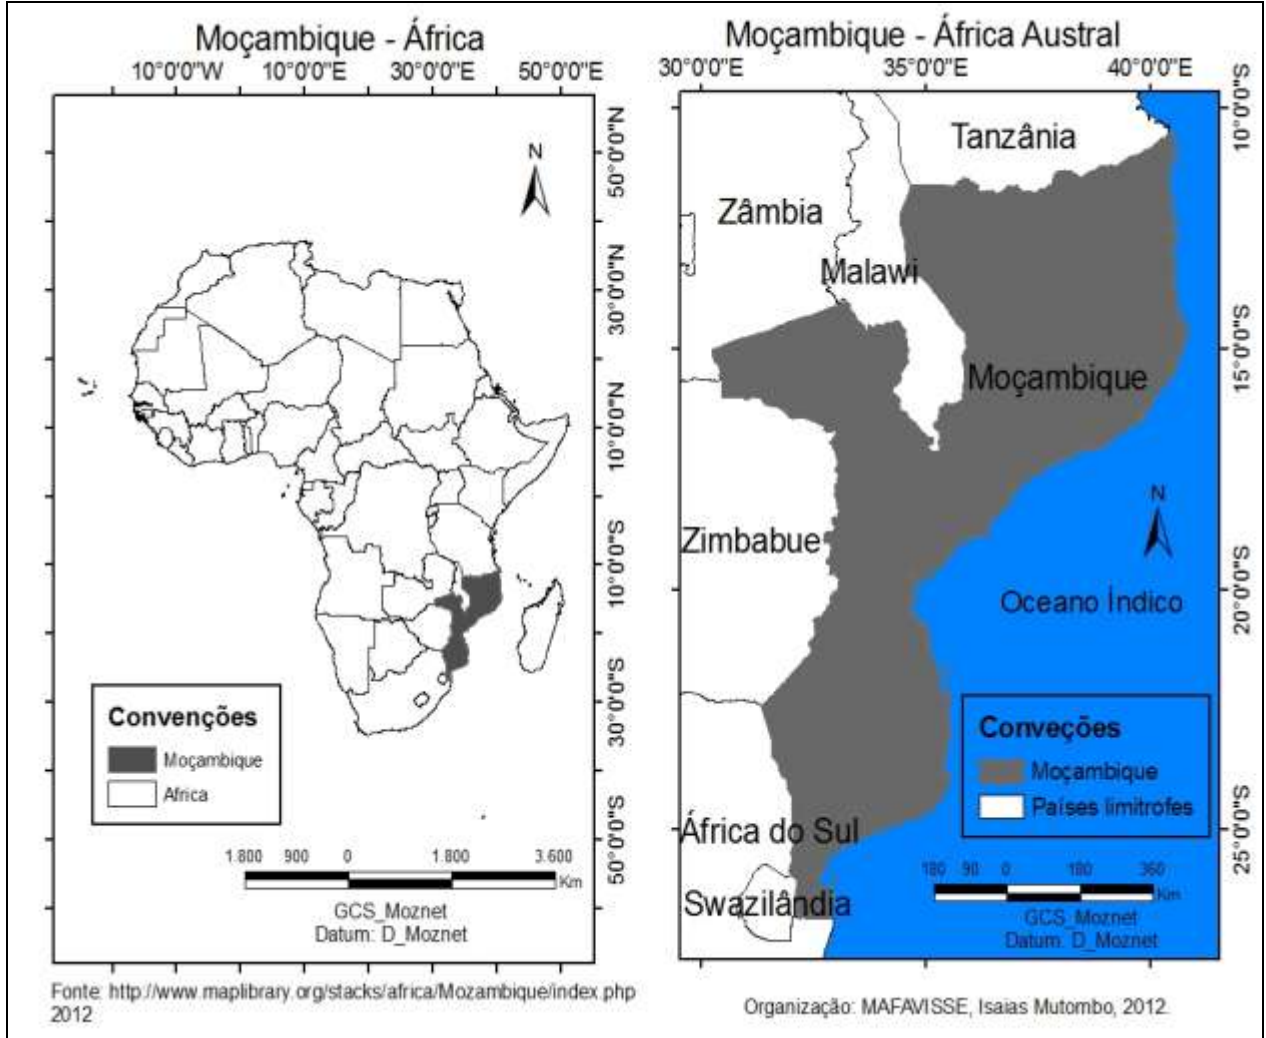 Moçambique - África
10°0'0"W 10°0'0"E 30°0'0"E 50°0'0"E
50°0'0"N
30°0'0"N
10°0'0"N
10°0'0"S
30°0'0"S
50°0'0"S
N
Convenções
Moçambique
Africa
1.800 900 0 1.800 3.600
Km
GCS_Moznet
Datum: D_Moznet
Fonte: http://www.maplibrary.org/stacks/africa/Mozambique/index.php
2012
Moçambique - África Austral
30°0'0"E 35°0'0"E 40°0'0"E
10°0'0"S
15°0'0"S
20°0'0"S
25°0'0"S
Tanzânia
Zâmbia
Malawi
Moçambique
N
Zimbabue
Oceano Índico
África do Sul
Swazilândia
Conveções
Moçambique
Países limitrofes
180 90 0 180 360
Km
GCS_Moznet
Datum: D_Moznet
Organização: MAFAVISSE, Isaias Mutombo, 2012.